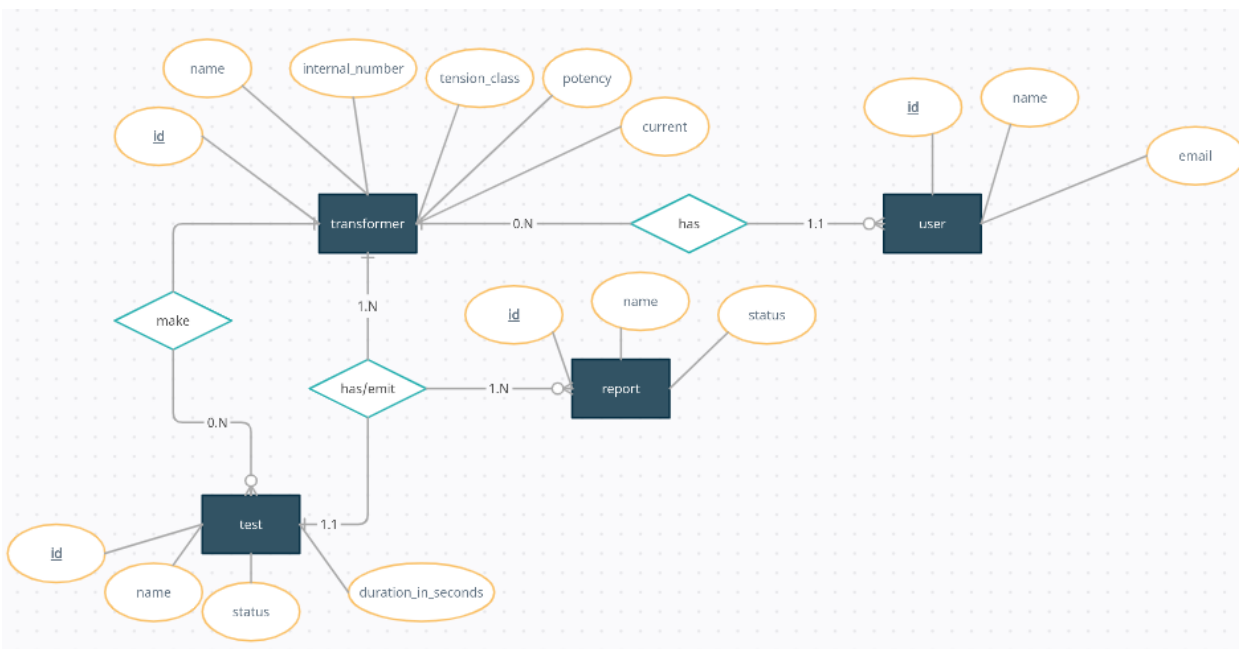 name
internal_number
tension_class
potency
current
id
id
name
email
transformer
0.N
has
1.1
user
make
1.N
id
name
status
has/emit
1.N
report
0.N
test
1.1
id
name
status
duration_in_seconds